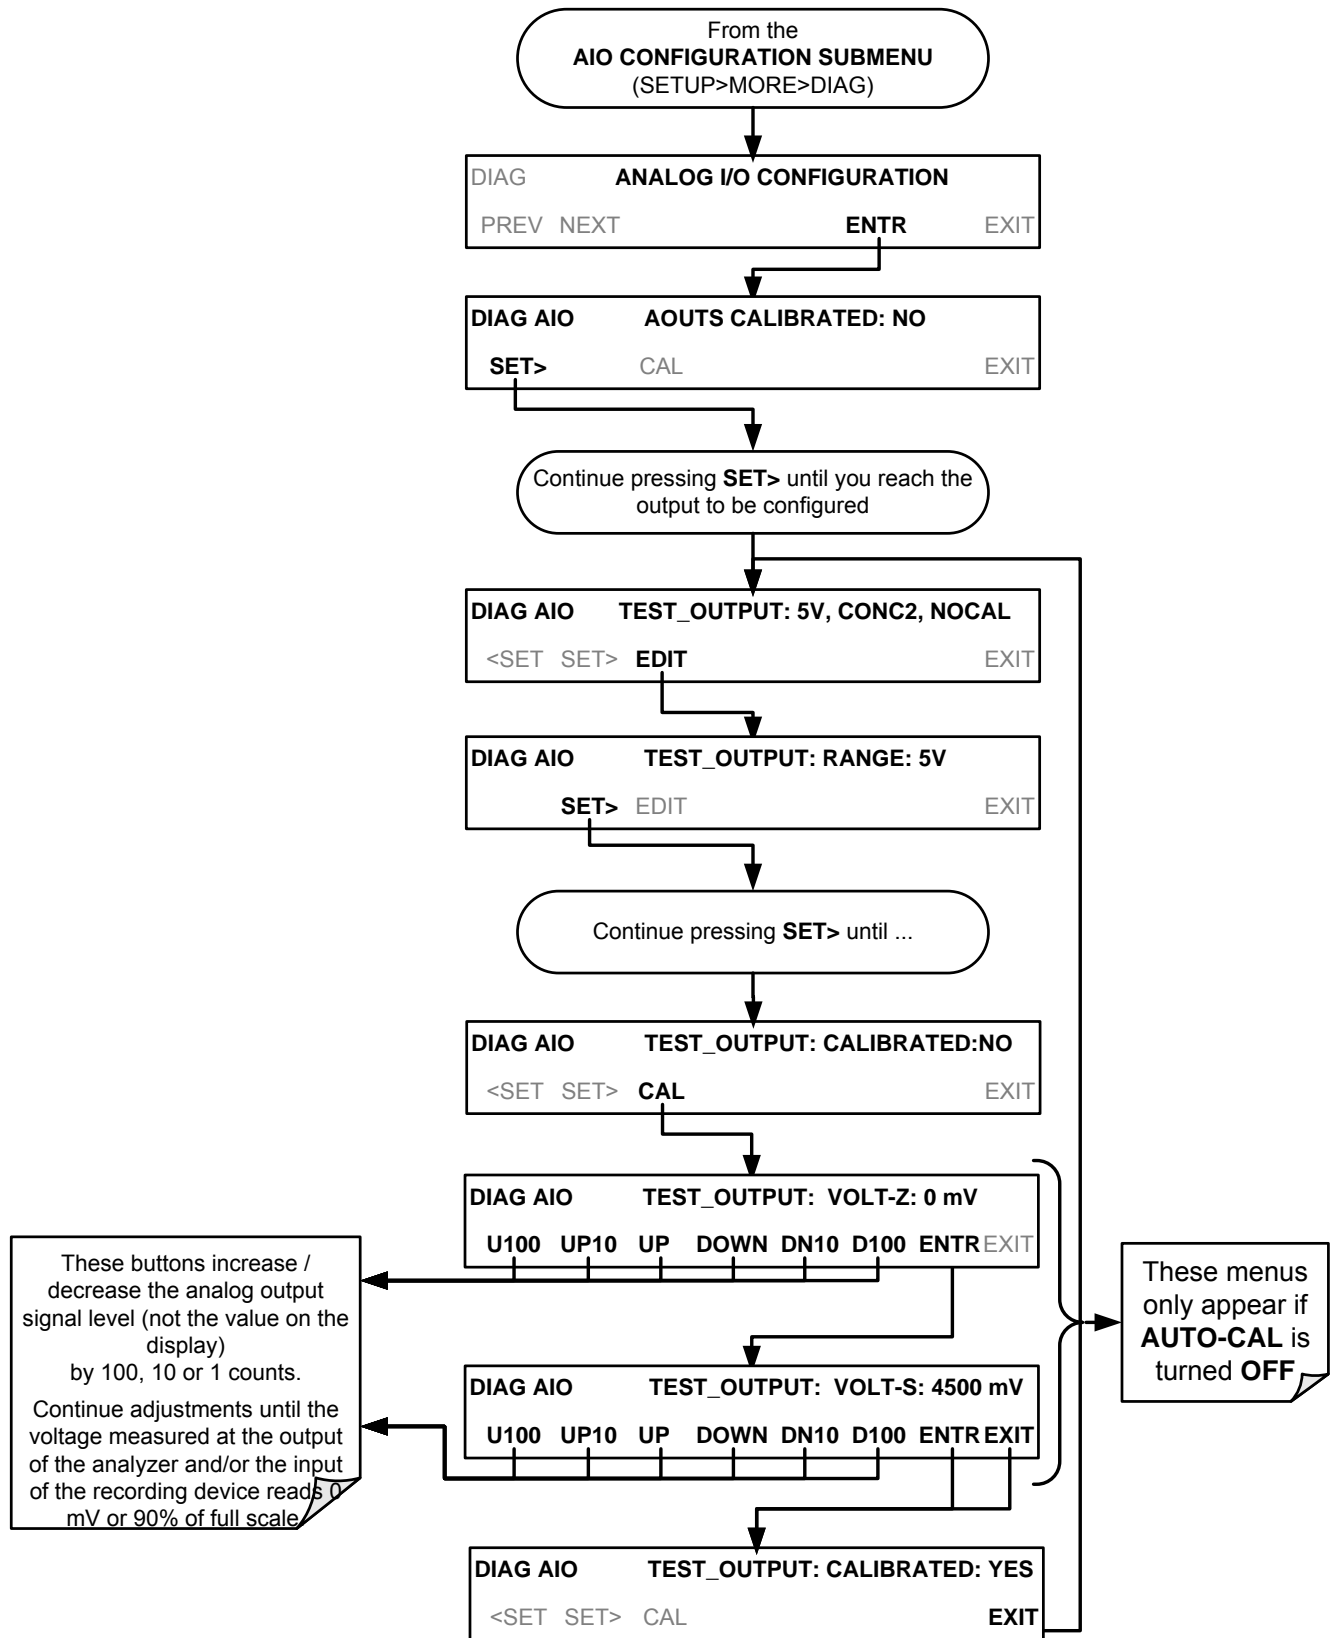 From the
AIO CONFIGURATION SUBMENU
(SETUP>MORE>DIAG)
DIAG ANALOG I/O CONFIGURATION
PREV NEXT ENTR EXIT
DIAG AIO AOUTS CALIBRATED: NO
SET> CAL EXIT
Continue pressing SET> until you reach the
output to be configured
DIAG AIO TEST_OUTPUT: 5V, CONC2, NOCAL
<SET SET> EDIT EXIT
DIAG AIO TEST_OUTPUT: RANGE: 5V
SET> EDIT EXIT
Continue pressing SET> until ...
DIAG AIO TEST_OUTPUT: CALIBRATED:NO
<SET SET> CAL EXIT
DIAG AIO TEST_OUTPUT: VOLT-Z: 0 mV
U100 UP10 UP DOWN DN10 D100 ENTR EXIT
These buttons increase /
decrease the analog output
signal level (not the value on the
display)
by 100, 10 or 1 counts.
Continue adjustments until the
voltage measured at the output
of the analyzer and/or the input
of the recording device reads 0
mV or 90% of full scale.
These menus
only appear if
AUTO-CAL is
turned OFF
DIAG AIO TEST_OUTPUT: VOLT-S: 4500 mV
U100 UP10 UP DOWN DN10 D100 ENTR EXIT
DIAG AIO TEST_OUTPUT: CALIBRATED: YES
<SET SET> CAL EXIT